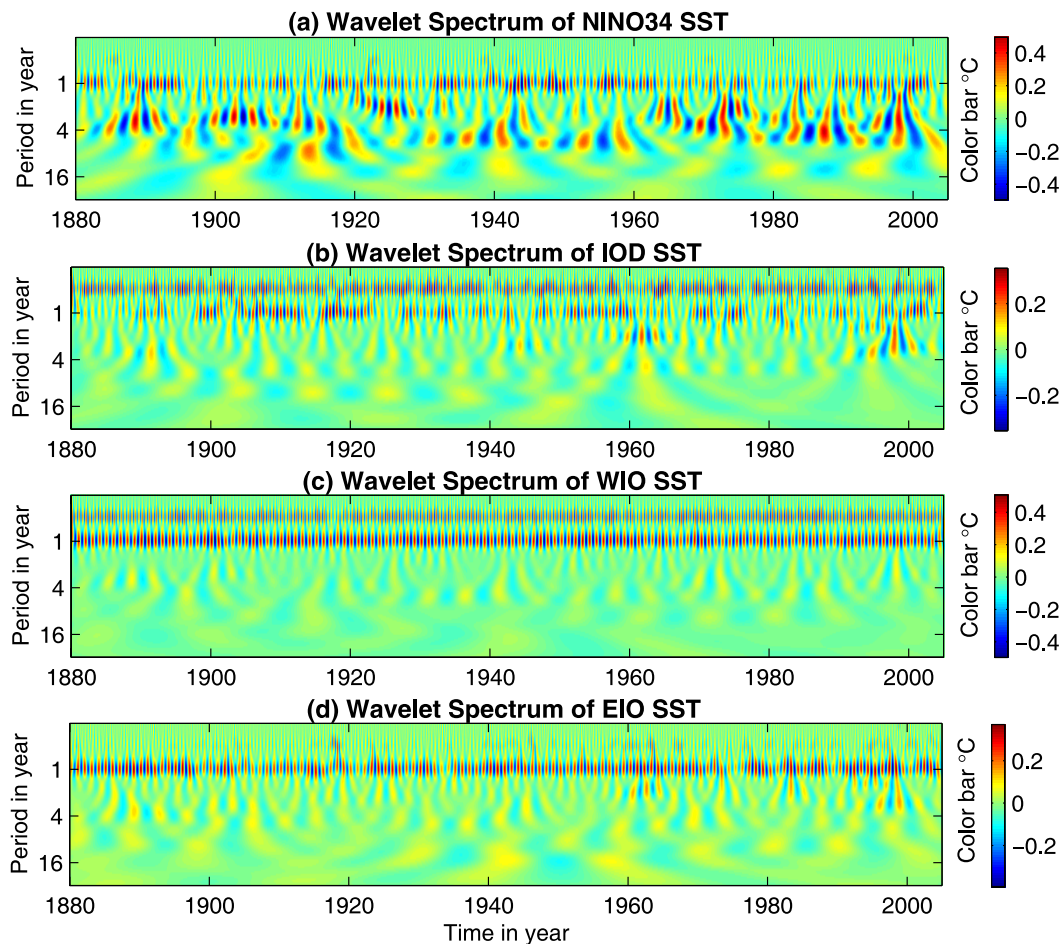 (a) Wavelet Spectrum of NINO34 SST
Period in year
1
4
16
1880 1900 1920 1940 1960 1980 2000
0.4
0.2
0
−0.2
−0.4
Color bar °C
(b) Wavelet Spectrum of IOD SST
Period in year
1
4
16
1880 1900 1920 1940 1960 1980 2000
0.2
0
−0.2
Color bar °C
(c) Wavelet Spectrum of WIO SST
Period in year
1
4
16
1880 1900 1920 1940 1960 1980 2000
0.4
0.2
0
−0.2
−0.4
Color bar °C
(d) Wavelet Spectrum of EIO SST
Period in year
1
4
16
1880 1900 1920 1940 1960 1980 2000
0.2
0
−0.2
Color bar °C
Time in year